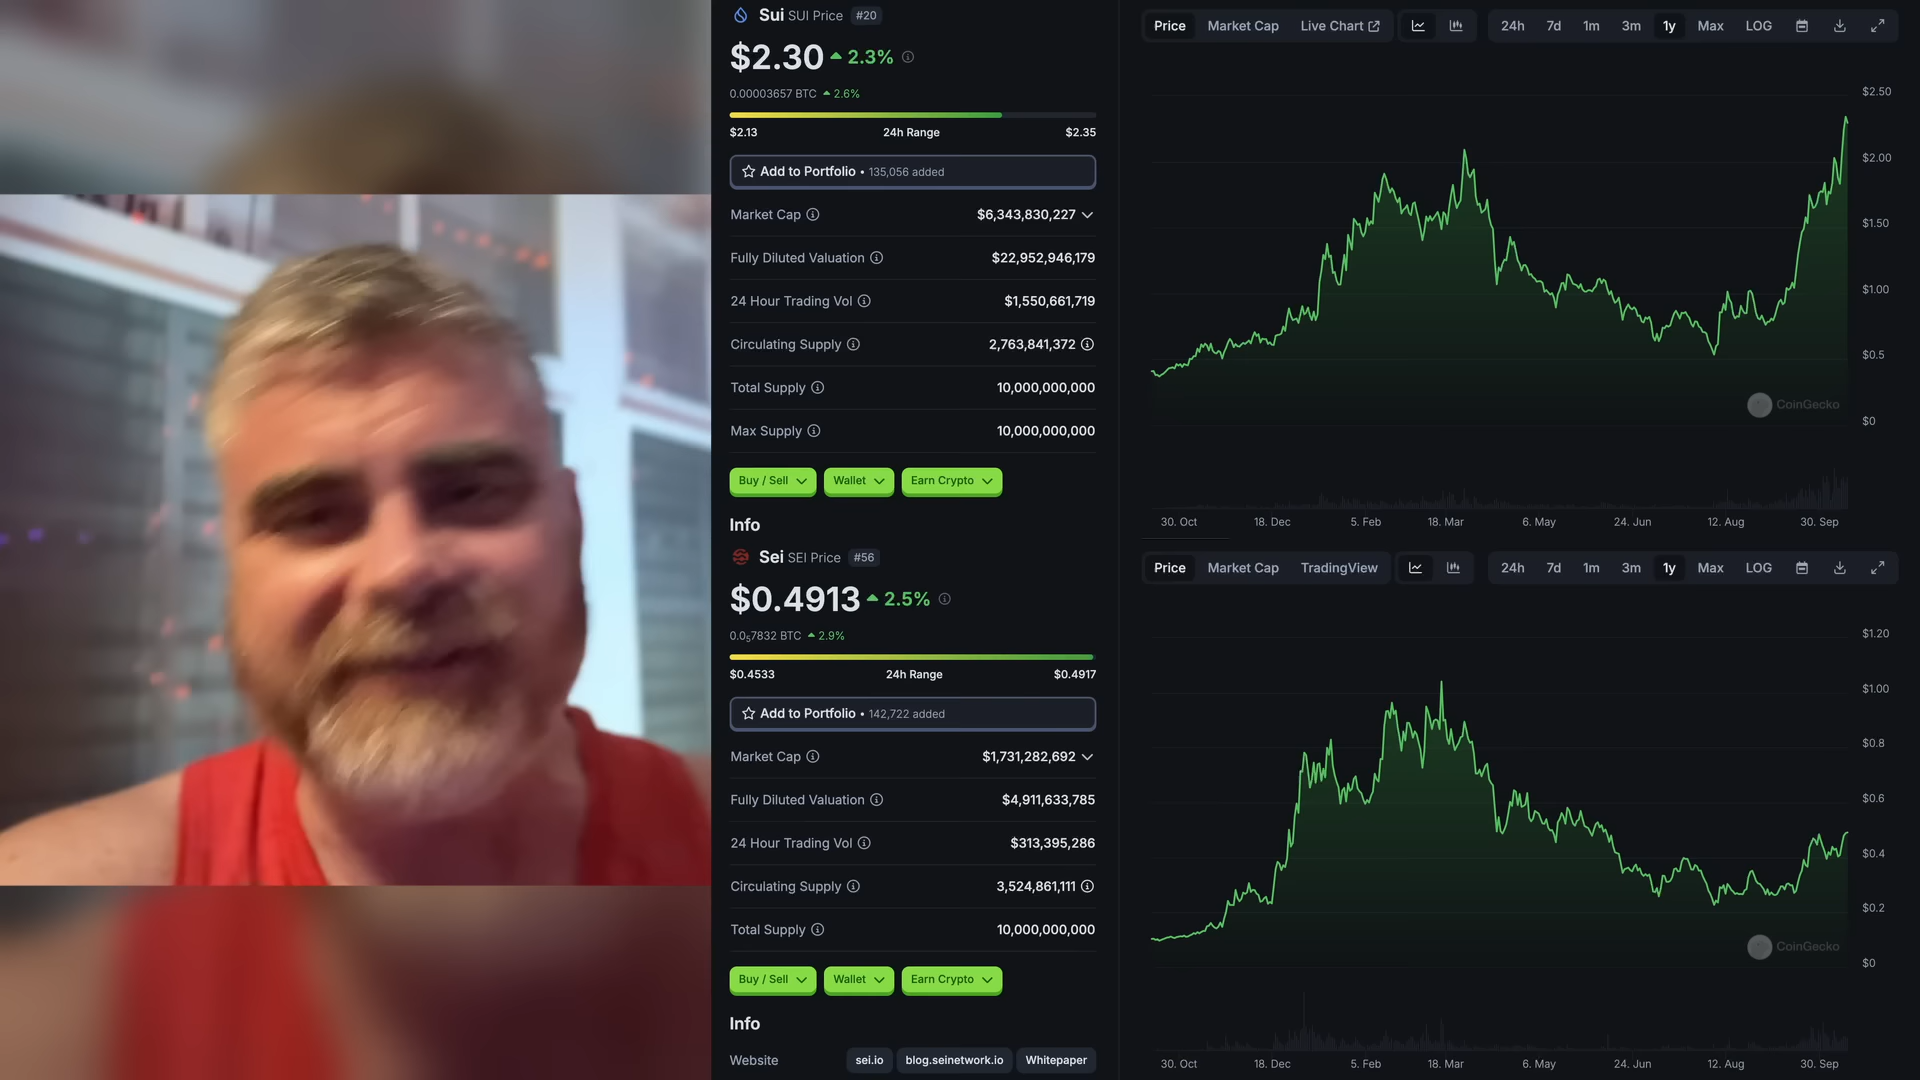 Sui SUI Price #20
$2.30 2.3%
0.00003657 BTC 2.6%
$2.13 24h Range $2.35
Add to Portfolio • 135,056 added
Market Cap $6,343,830,227
Fully Diluted Valuation $22,952,946,179
24 Hour Trading Vol $1,550,661,719
Circulating Supply 2,763,841,372
Total Supply 10,000,000,000
Max Supply 10,000,000,000
Buy / Sell Wallet Earn Crypto
Info
Price Market Cap Live Chart 24h 7d 1m 3m 1y Max LOG
$2.50
$2.00
$1.50
$1.00
$0.5
CoinGecko
$0
30. Oct 18. Dec 5. Feb 18. Mar 6. May 24. Jun 12. Aug 30. Sep
Sei SEI Price #56
$0.4913 2.5%
0.0₅7832 BTC 2.9%
$0.4533 24h Range $0.4917
Add to Portfolio • 142,722 added
Market Cap $1,731,282,692
Fully Diluted Valuation $4,911,633,785
24 Hour Trading Vol $313,395,286
Circulating Supply 3,524,861,111
Total Supply 10,000,000,000
Buy / Sell Wallet Earn Crypto
Info
Website sei.io blog.seinetwork.io Whitepaper
Price Market Cap TradingView 24h 7d 1m 3m 1y Max LOG
$1.20
$1.00
$0.8
$0.6
$0.4
$0.2
CoinGecko
$0
30. Oct 18. Dec 5. Feb 18. Mar 6. May 24. Jun 12. Aug 30. Sep